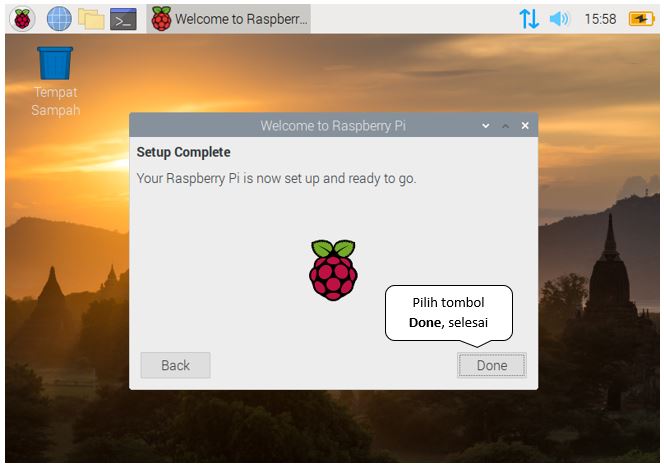 Welcome to Raspberr...
15:58
Tempat
Sampah
Welcome to Raspberry Pi
Setup Complete
Your Raspberry Pi is now set up and ready to go.
Pilih tombol
Done, selesai
Back
Done